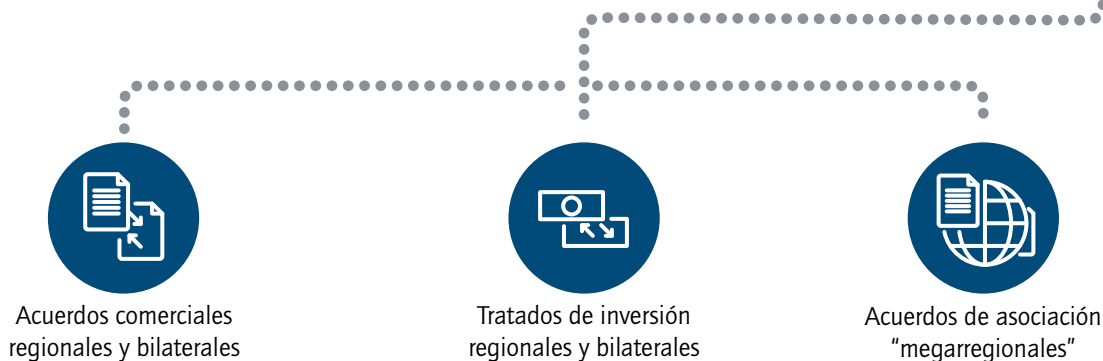 Acuerdos comerciales
regionales y bilaterales
Tratados de inversión
regionales y bilaterales
Acuerdos de asociación
"megarregionales"